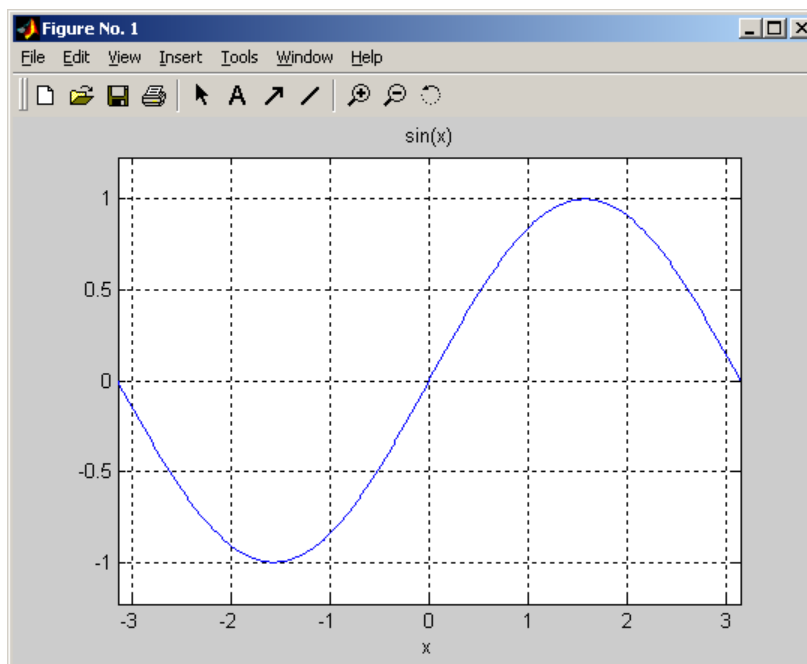 Figure No. 1
File Edit View Insert Tools Window Help
A
sin(x)
1
0.5
0
-0.5
-1
-3 -2 -1 0 1 2 3
x